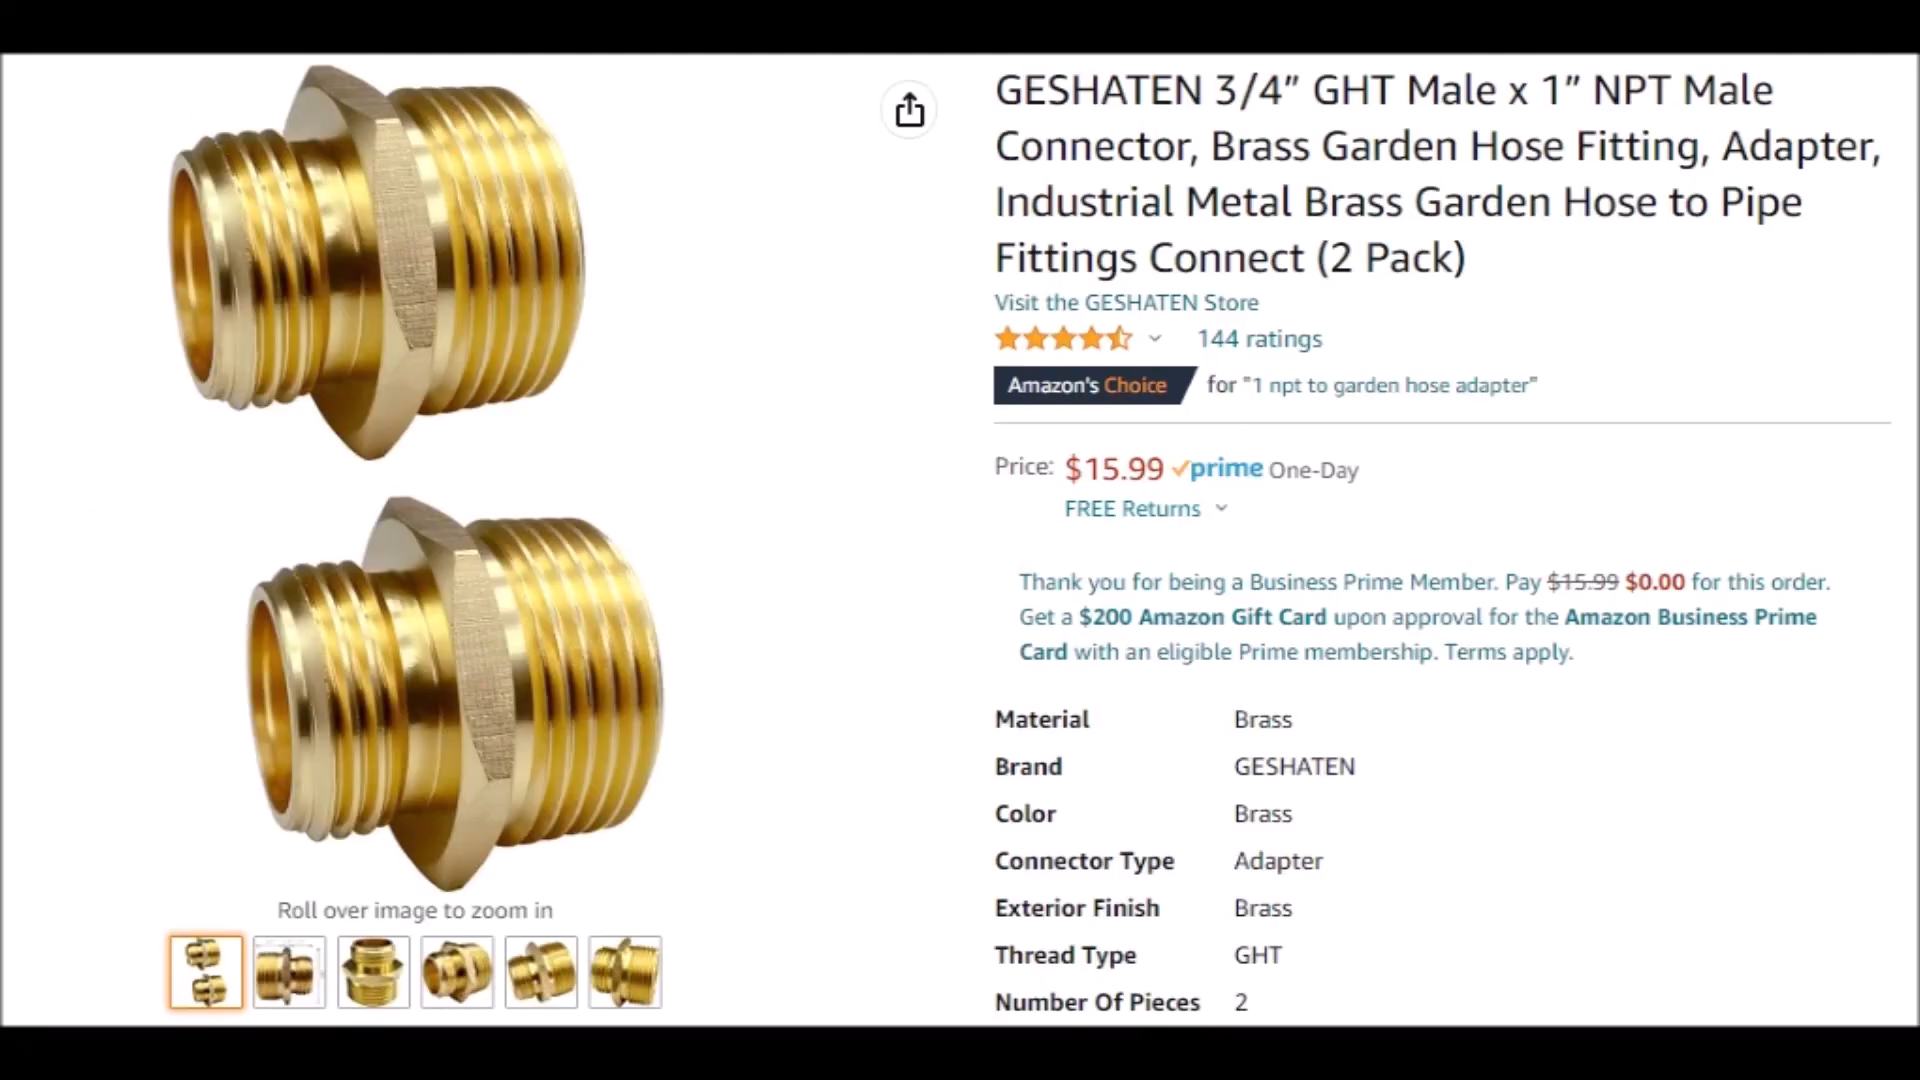 GESHATEN 3/4” GHT Male x 1” NPT Male
Connector, Brass Garden Hose Fitting, Adapter,
Industrial Metal Brass Garden Hose to Pipe
Fittings Connect (2 Pack)
Visit the GESHATEN Store
144 ratings
Amazon's Choice for "1 npt to garden hose adapter"
Price: $15.99 prime One-Day
FREE Returns
Thank you for being a Business Prime Member. Pay $15.99 $0.00 for this order.
Get a $200 Amazon Gift Card upon approval for the Amazon Business Prime
Card with an eligible Prime membership. Terms apply.
Material Brass
Brand GESHATEN
Color Brass
Connector Type Adapter
Exterior Finish Brass
Thread Type GHT
Number Of Pieces 2
Roll over image to zoom in